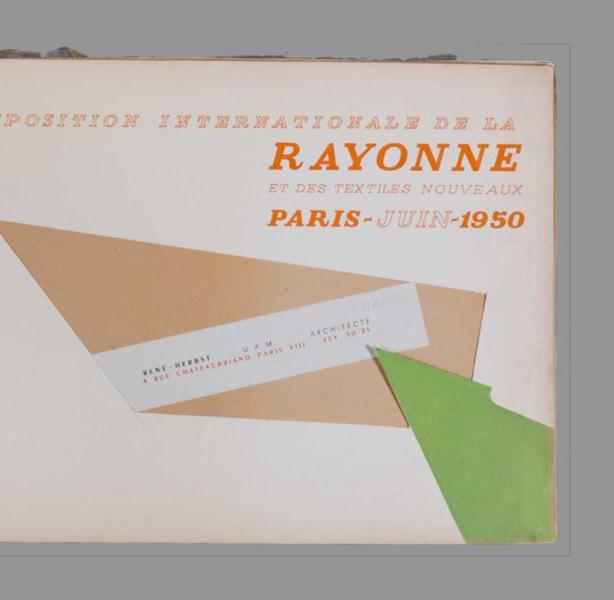 POSITION INTERNATIONALE DE LA
RAYONNE
ET DES TEXTILES NOUVEAUX
PARIS-JUIN-1950
RENÉ-HERBST U.A.M. ARCHITECTE
4 RUE CHATEAUBRIAND PARIS VIII ELY 50-25